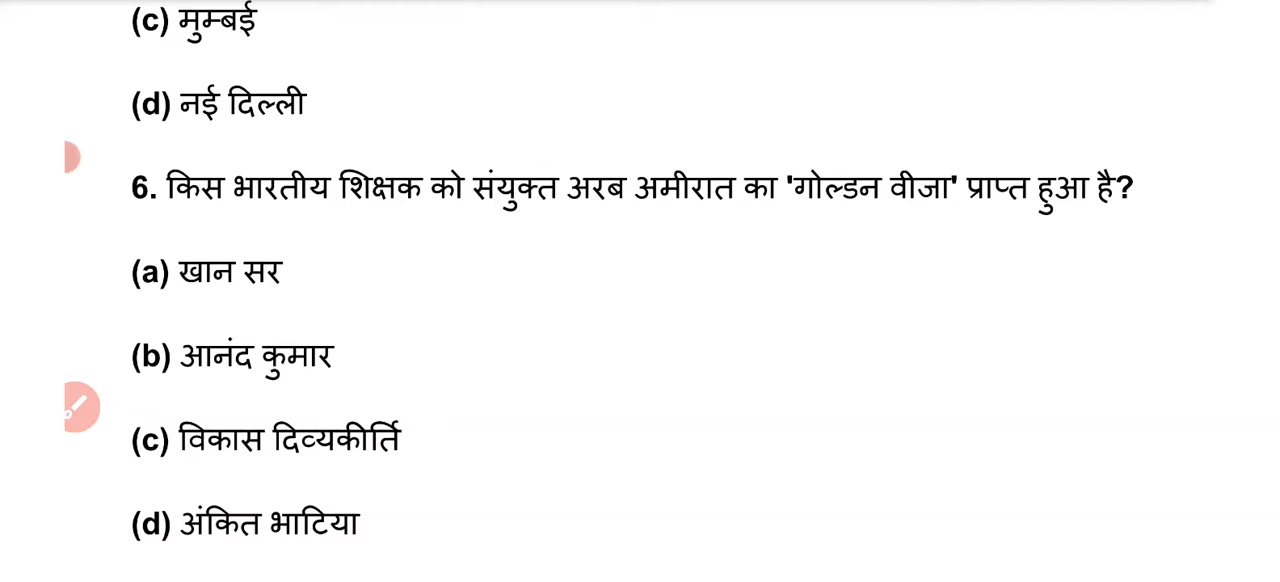 (c) मुम्बई
(d) नई दिल्ली
6. किस भारतीय शिक्षक को संयुक्त अरब अमीरात का 'गोल्डन वीजा' प्राप्त हुआ है?
(a) खान सर
(b) आनंद कुमार
(c) विकास दिव्यकीर्ति
(d) अंकित भाटिया